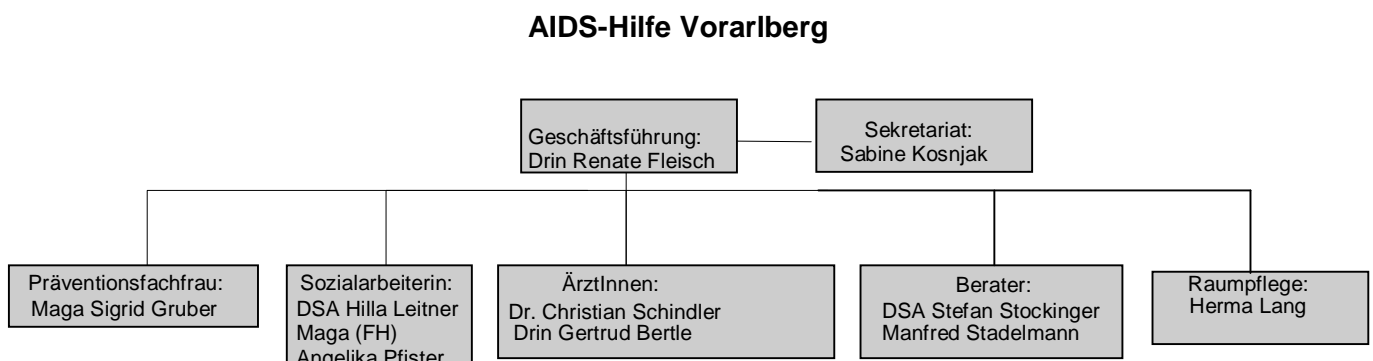 AIDS-Hilfe Vorarlberg
Geschäftsführung:
Drin Renate Fleisch
Sekretariat:
Sabine Kosnjak
Präventionsfachfrau:
Maga Sigrid Gruber
Sozialarbeiterin:
DSA Hilla Leitner
Maga (FH)
Angelika Pfister
ÄrztInnen:
Dr. Christian Schindler
Drin Gertrud Bertle
Berater:
DSA Stefan Stockinger
Manfred Stadelmann
Raumpflege:
Herma Lang